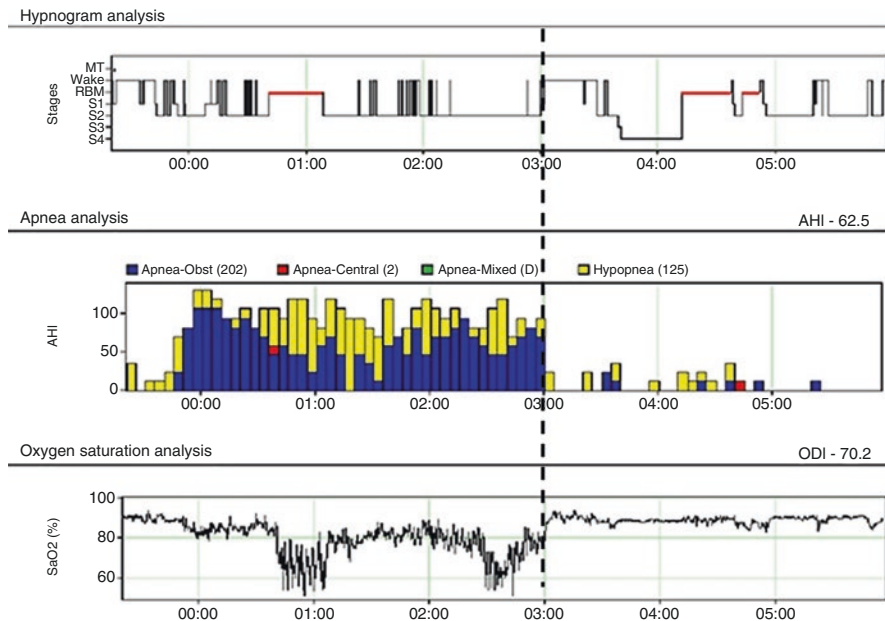 Hypnogram analysis
Stages
MT
Wake
RBM
S1
S2
S3
S4
00:00 01:00 02:00 03:00 04:00 05:00
Apnea analysis AHI - 62.5
Apnea-Obst (202) Apnea-Central (2) Apnea-Mixed (D) Hypopnea (125)
AHI
100
50
0
00:00 01:00 02:00 03:00 04:00 05:00
Oxygen saturation analysis ODI - 70.2
SaO2 (%)
100
80
60
00:00 01:00 02:00 03:00 04:00 05:00